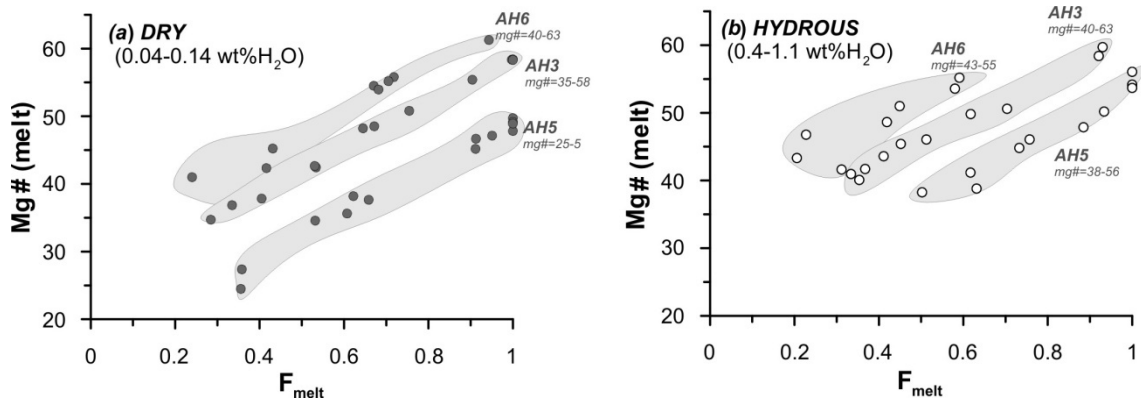 (a) DRY
(0.04-0.14 wt%H₂O)
AH6
mg#=40-63
AH3
mg#=35-58
AH5
mg#=25-5
Mg# (melt)
60
50
40
30
20
0
0.2
0.4
0.6
0.8
1
F melt
(b) HYDROUS
(0.4-1.1 wt%H₂O)
AH6
mg#=43-55
AH3
mg#=40-63
AH5
mg#=38-56
Mg# (melt)
60
50
40
30
20
0
0.2
0.4
0.6
0.8
1
F melt